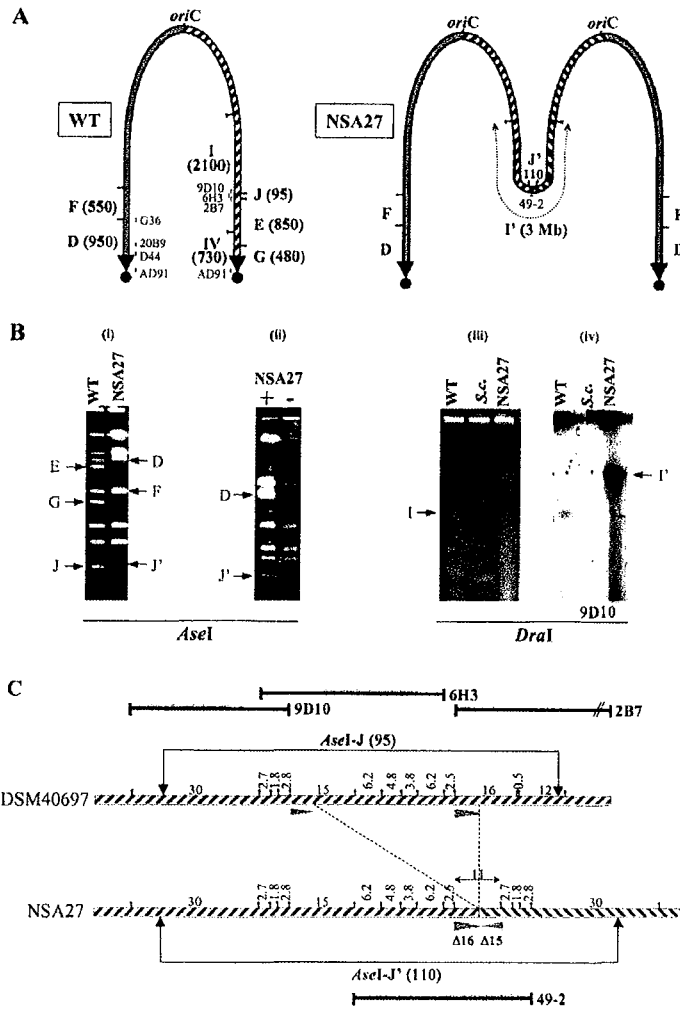 A
oriC
oriC
oriC
WT
NSA27
I
(2100)
9D10
6H3
2B7
J (95)
F (550)
G36
E (850)
D (950)
20B9
D44
IV
(730)
G (480)
AD91
AD91
J'
110
49-2
I' (3 Mb)
F
D
F
D
B
(i)
(ii)
(iii)
(iv)
WT
NSA27
NSA27
+
-
WT
S.c.
NSA27
WT
S.c.
NSA27
E
D
G
F
J
J'
D
J'
I
I'
9D10
AseI
DraI
C
6H3
9D10
2B7
AseI-J (95)
DSM40697
30
2.7
1.8
2.8
15
6.2
4.8
3.8
6.2
2.5
16
0.5
12
11
NSA27
30
2.7
1.8
2.8
15
6.2
4.8
3.8
6.2
2.5
2.7
1.8
2.8
30
Δ16
Δ15
AseI-J' (110)
49-2